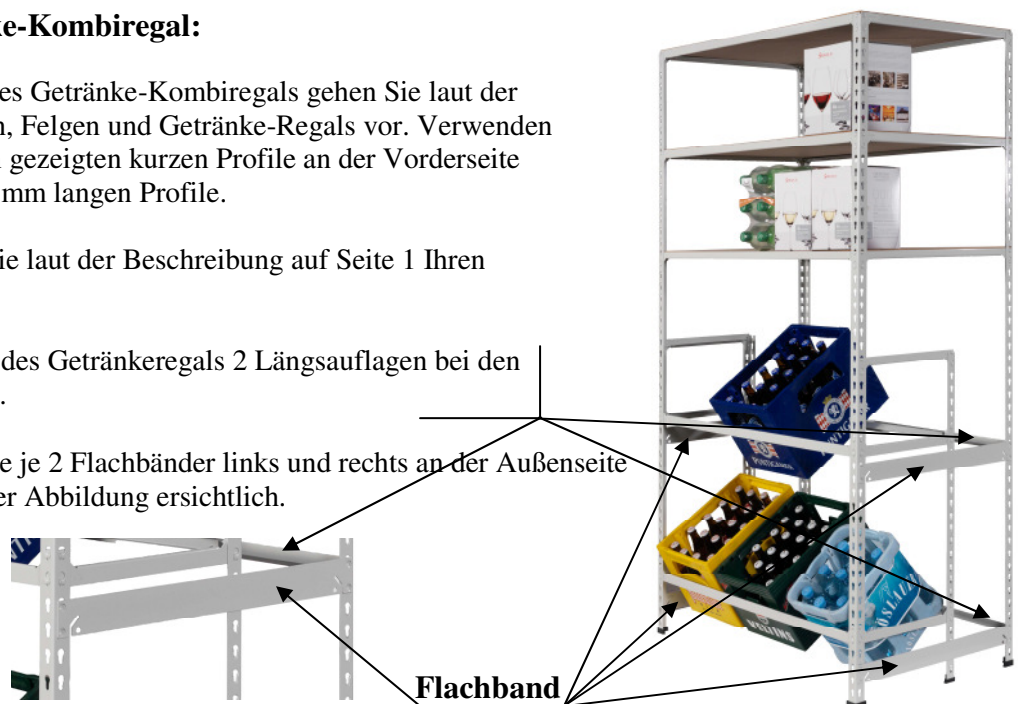 e-Kombiregal:
es Getränke-Kombiregals gehen Sie laut der
, Felgen und Getränke-Regals vor. Verwenden
gezeigten kurzen Profile an der Vorderseite
mm langen Profile.
ie laut der Beschreibung auf Seite 1 Ihren
des Getränkeregals 2 Längsauflagen bei den
.
e je 2 Flachbänder links und rechts an der Außenseite
er Abbildung ersichtlich.
Flachband